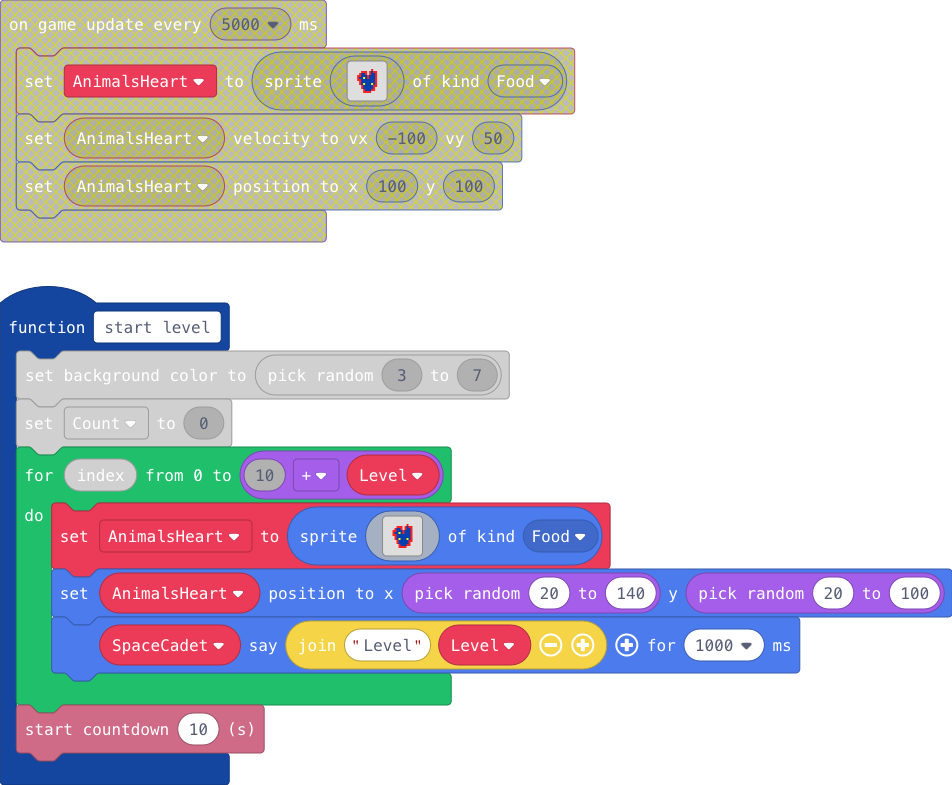 on game update every 5000 ms
set AnimalsHeart to sprite of kind Food
set AnimalsHeart velocity to vx -100 vy 50
set AnimalsHeart position to x 100 y 100
function start level
set background color to pick random 3 to 7
set Count to 0
for index from 0 to 10 + Level
do
set AnimalsHeart to sprite of kind Food
set AnimalsHeart position to x pick random 20 to 140 y pick random 20 to 100
SpaceCadet say join "Level" Level for 1000 ms
start countdown 10 (s)